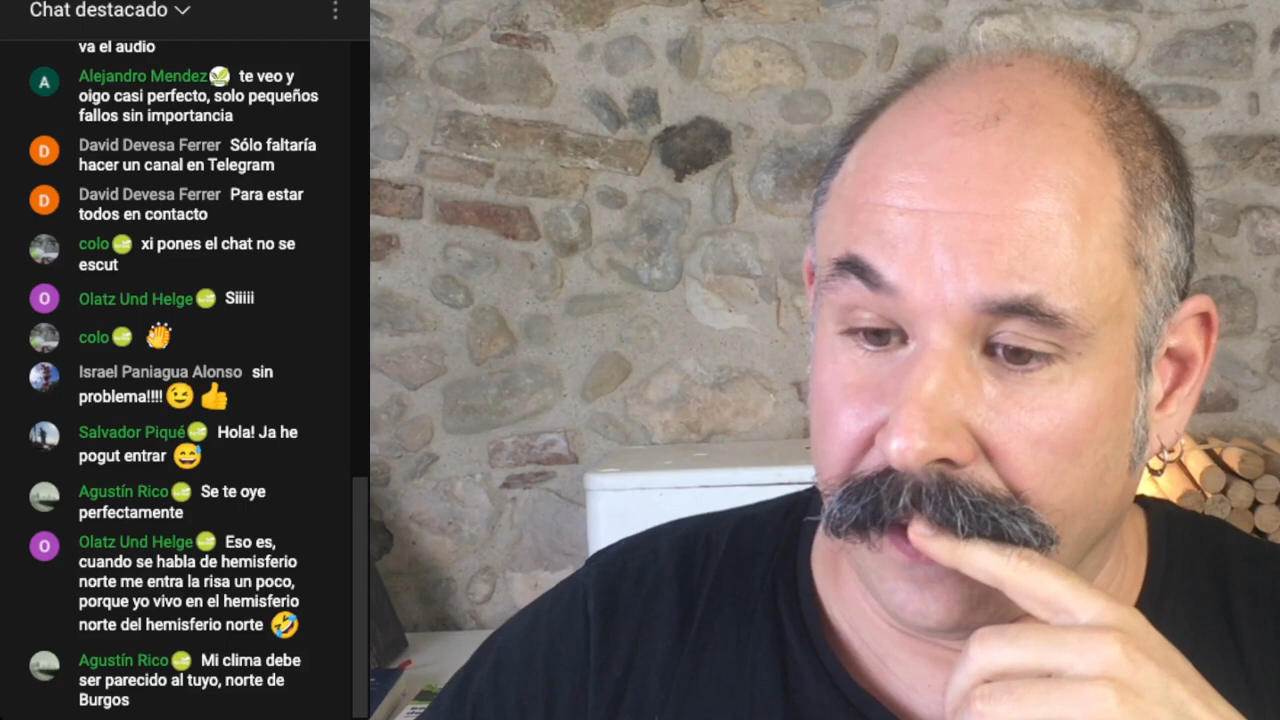 Chat destacado
va el audio
Alejandro Mendez te veo y
oigo casi perfecto, solo pequeños
fallos sin importancia
David Devesa Ferrer Sólo faltaría
hacer un canal en Telegram
David Devesa Ferrer Para estar
todos en contacto
colo xi pones el chat no se
escut
Olatz Und Helge Siiiii
colo 👏
Israel Paniagua Alonso sin
problema!!!! 😉 👍
Salvador Piqué Hola! Ja he
pogut entrar 😅
Agustín Rico Se te oye
perfectamente
Olatz Und Helge Eso es,
cuando se habla de hemisferio
norte me entra la risa un poco,
porque yo vivo en el hemisferio
norte del hemisferio norte 🤣
Agustín Rico Mi clima debe
ser parecido al tuyo, norte de
Burgos
A
D
D
O
O